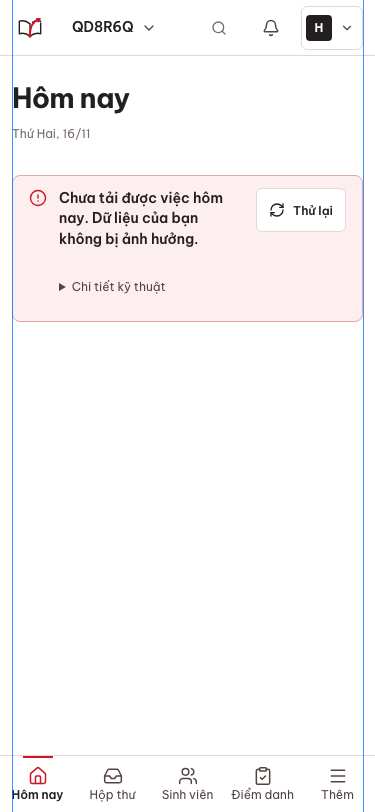 QD8R6Q
H
Hôm nay
Thứ Hai, 16/11
Chưa tải được việc hôm
nay. Dữ liệu của bạn
không bị ảnh hưởng.
Thử lại
Chi tiết kỹ thuật
Hôm nay
Hộp thư
Sinh viên
Điểm danh
Thêm